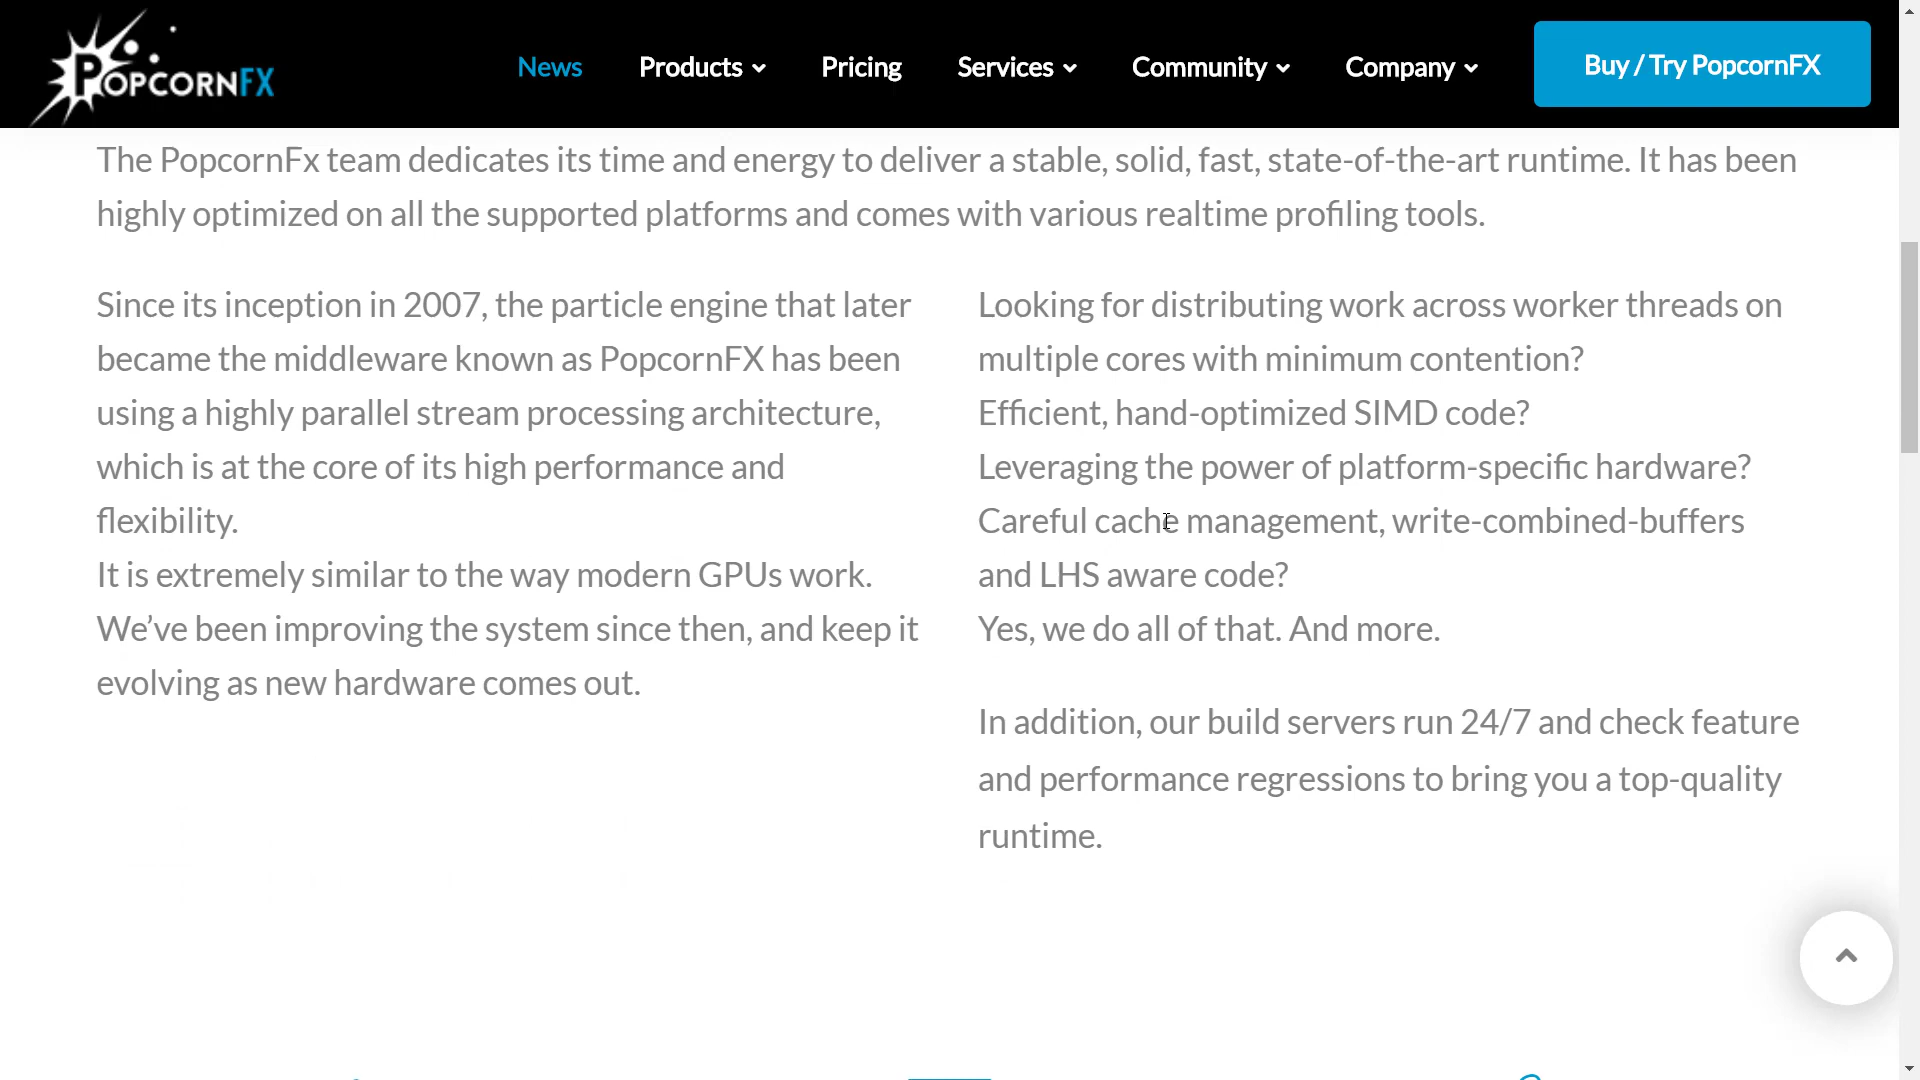 POPCORNFX
News
Products
Pricing
Services
Community
Company
Buy / Try PopcornFX
The PopcornFx team dedicates its time and energy to deliver a stable, solid, fast, state-of-the-art runtime. It has been
highly optimized on all the supported platforms and comes with various realtime profiling tools.
Since its inception in 2007, the particle engine that later
became the middleware known as PopcornFX has been
using a highly parallel stream processing architecture,
which is at the core of its high performance and
flexibility.
It is extremely similar to the way modern GPUs work.
We’ve been improving the system since then, and keep it
evolving as new hardware comes out.
Looking for distributing work across worker threads on
multiple cores with minimum contention?
Efficient, hand-optimized SIMD code?
Leveraging the power of platform-specific hardware?
Careful cache management, write-combined-buffers
and LHS aware code?
Yes, we do all of that. And more.
In addition, our build servers run 24/7 and check feature
and performance regressions to bring you a top-quality
runtime.